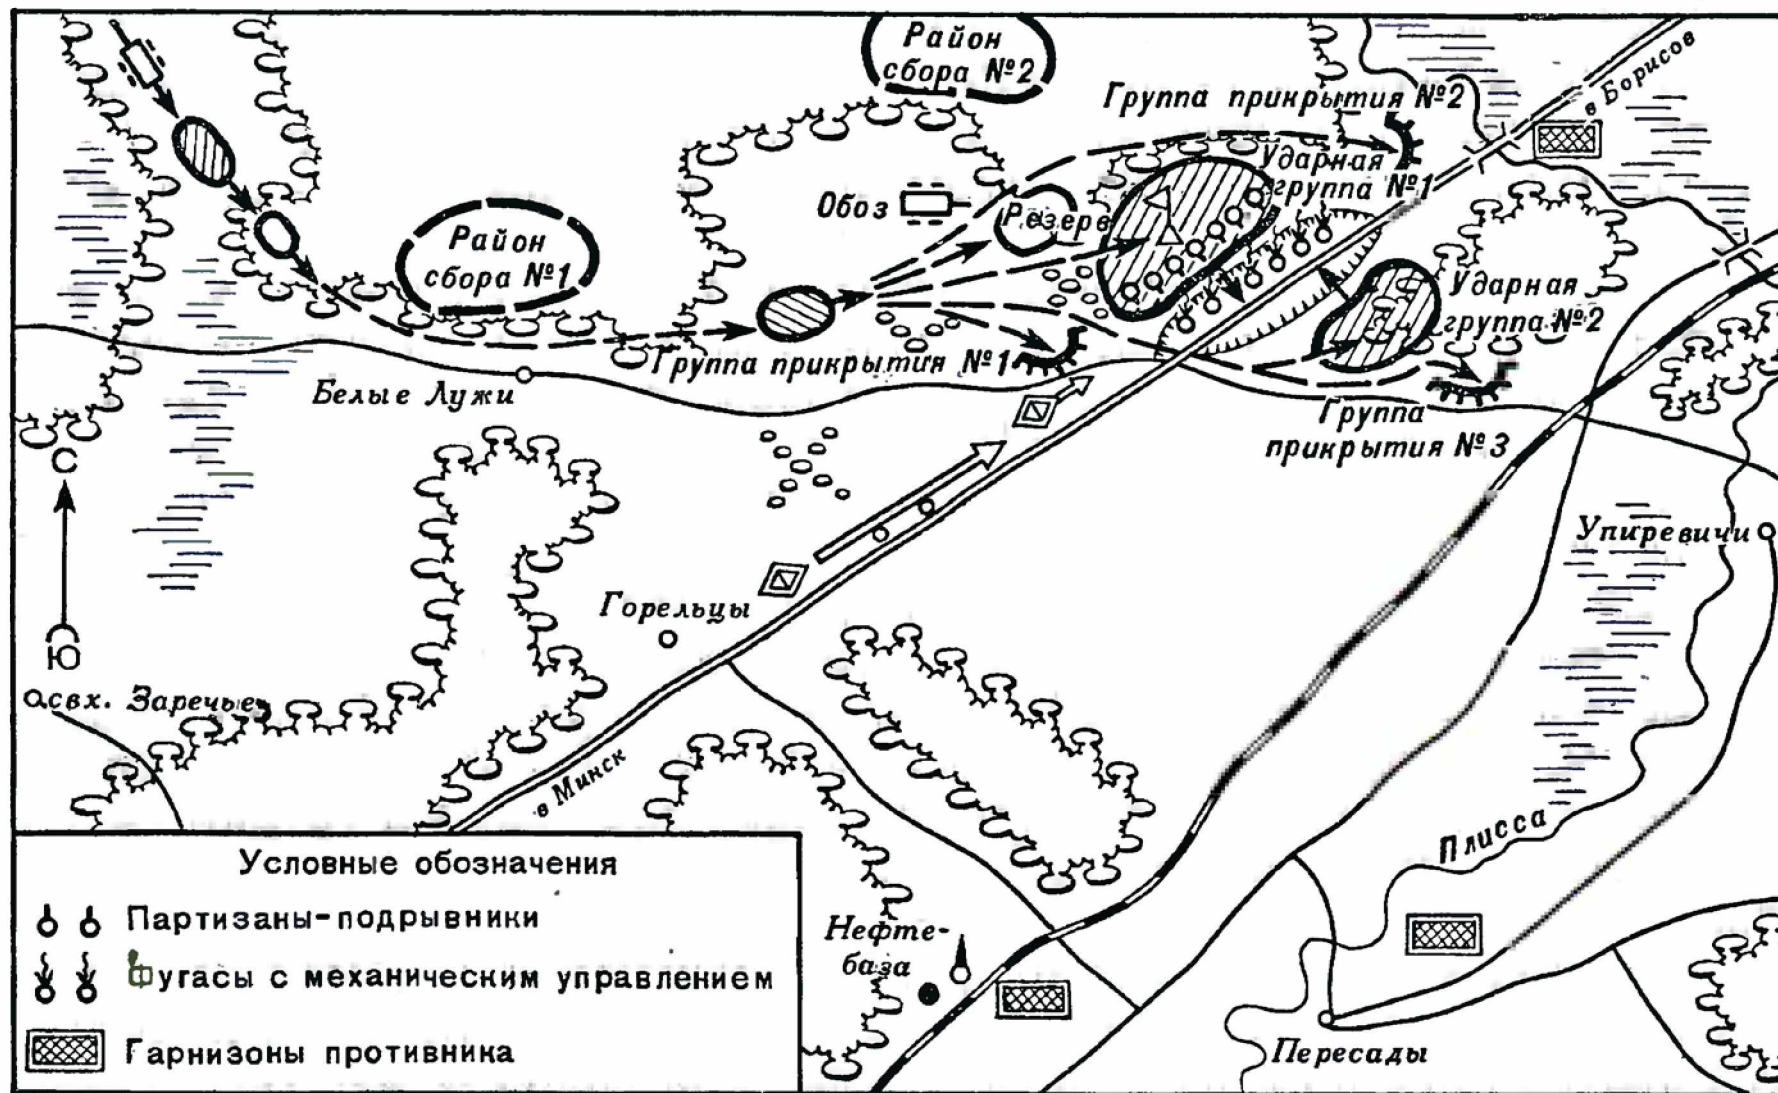 Район
сбора №2
Группа прикрытия №2
в Борисов
Ударная
группа №1
Обоз
Резерв
Район
сбора №1
Ударная
группа №2
Группа прикрытия №1
Белые Лужи
Группа
прикрытия №3
С
Ю
Упиревичи
Горельцы
свх. Заречье
в Минск
Плисса
Нефте-
база
Пересады
Условные обозначения
Партизаны-подрывники
Фугасы с механическим управлением
Гарнизоны противника